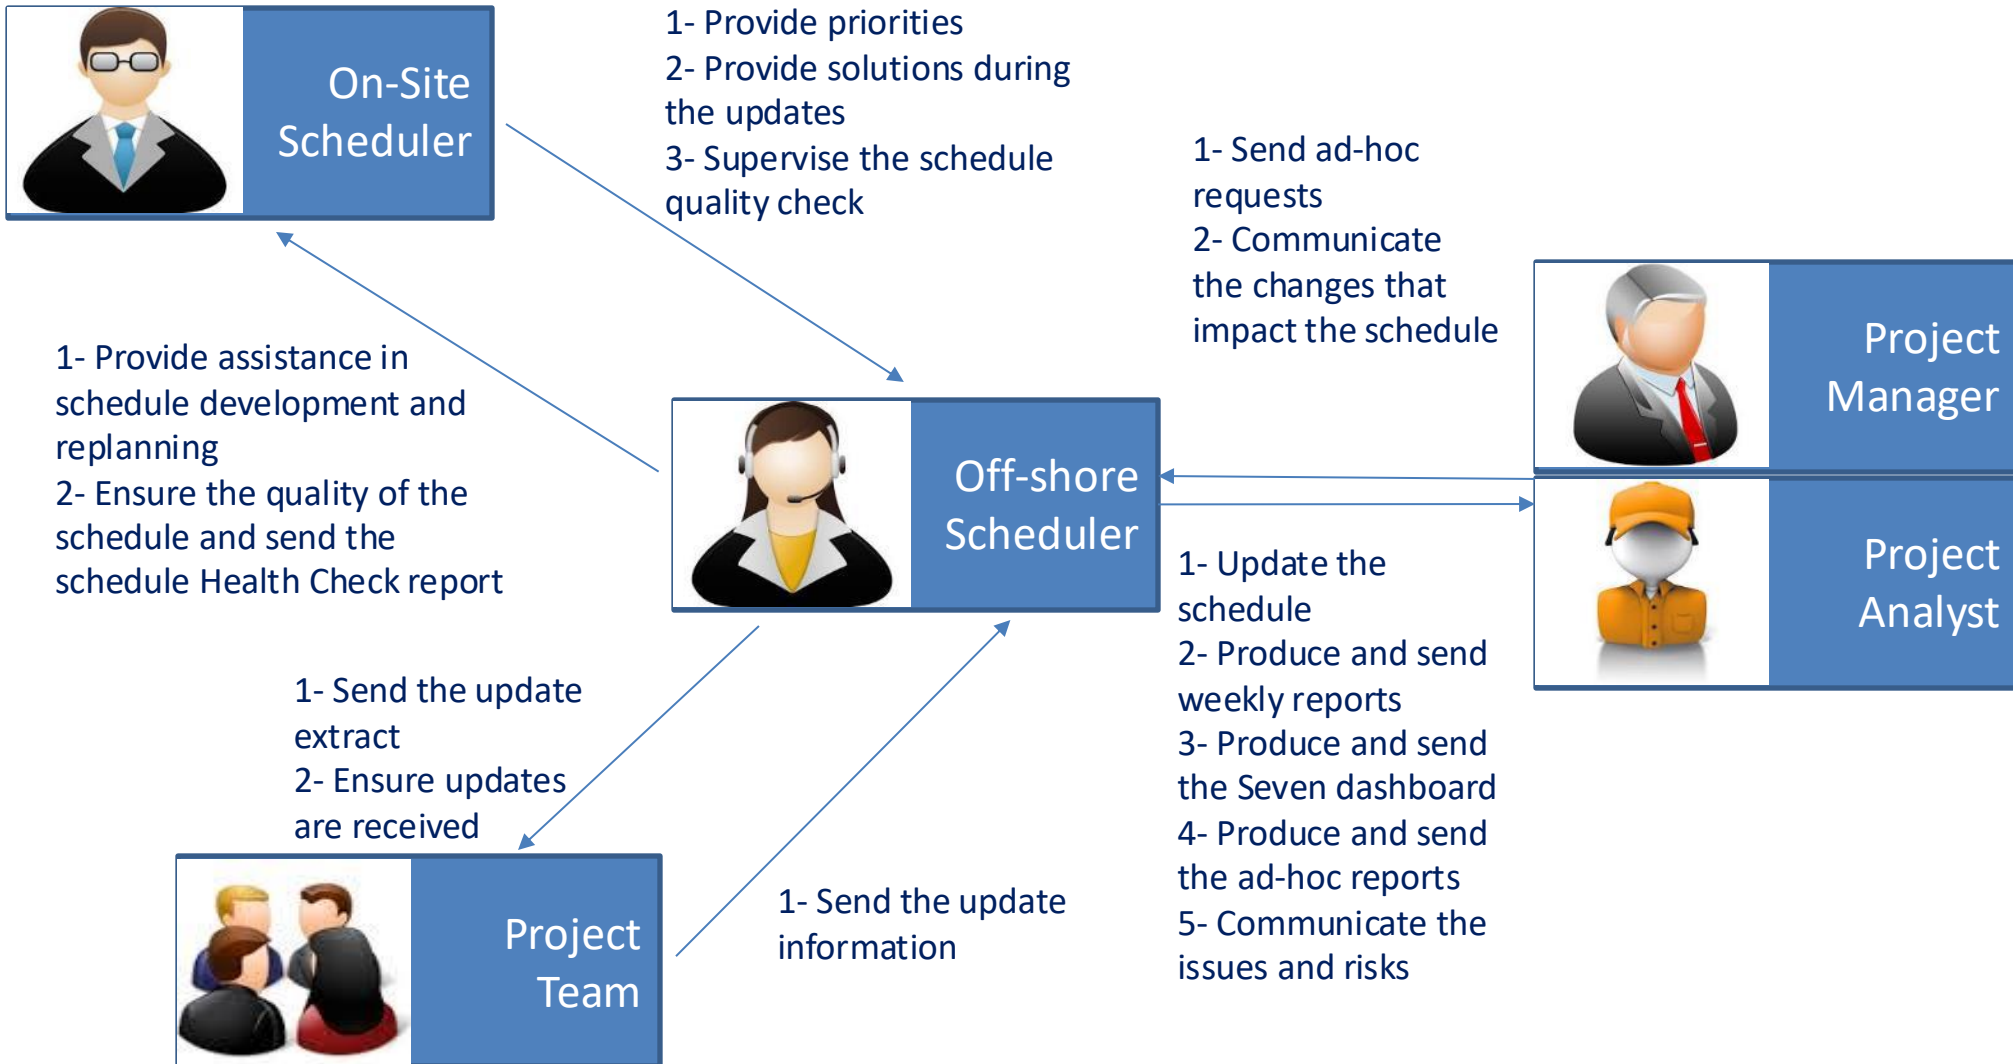 On-Site
Scheduler
1- Provide priorities
2- Provide solutions during
the updates
3- Supervise the schedule
quality check
1- Send ad-hoc
requests
2- Communicate
the changes that
impact the schedule
Project
Manager
1- Provide assistance in
schedule development and
replanning
2- Ensure the quality of the
schedule and send the
schedule Health Check report
Off-shore
Scheduler
Project
Analyst
1- Update the
schedule
2- Produce and send
weekly reports
3- Produce and send
the Seven dashboard
4- Produce and send
the ad-hoc reports
5- Communicate the
issues and risks
1- Send the update
extract
2- Ensure updates
are received
1- Send the update
information
Project
Team